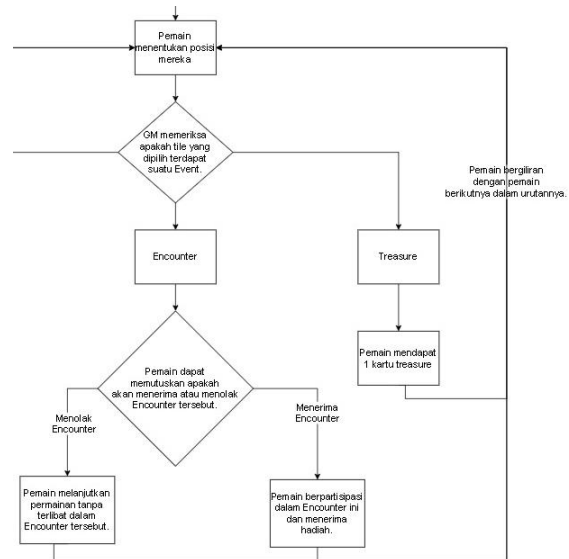 Pemain
menentukan posisi
mereka
GM memeriksa
apakah tile yang
dipilih terdapat
suatu Event.
Pemain bergiliran
dengan pemain
berikutnya dalam urutannya.
Encounter
Treasure
Pemain dapat
memutuskan apakah
akan menerima atau menolak
Encounter tersebut.
Pemain mendapat
1 kartu treasure
Menolak
Encounter
Menerima
Encounter
Pemain melanjutkan
permainan tanpa
terlibat dalam
Encounter tersebut.
Pemain berpartisipasi
dalam Encounter ini
dan menerima
hadiah.